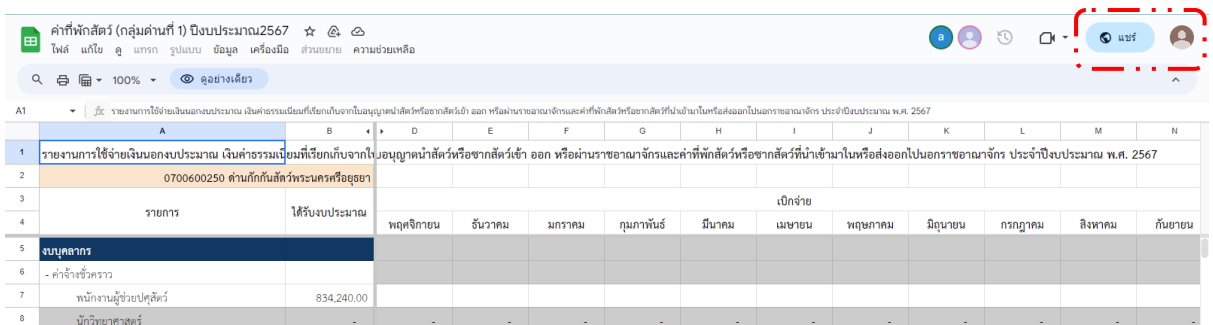 ค่าที่พักสัตว์ (กลุ่มด่านที่ 1) ปีงบประมาณ2567
ไฟล์ แก้ไข ดู แทรก รูปแบบ ข้อมูล เครื่องมือ ส่วนขยาย ความช่วยเหลือ
a
แชร์
100% ดูอย่างเดียว
A1 fx รายงานการใช้จ่ายเงินนอกงบประมาณ เงินค่าธรรมเนียมที่เรียกเก็บจากใบอนุญาตนำสัตว์หรือซากสัตว์เข้า ออก หรือผ่านราชอาณาจักรและค่าที่พักสัตว์หรือซากสัตว์ที่นำเข้ามาในหรือส่งออกไปนอกราชอาณาจักร ประจำปีงบประมาณ พ.ศ. 2567
A B D E F G H I J K L M N
1 รายงานการใช้จ่ายเงินนอกงบประมาณ เงินค่าธรรมเนียมที่เรียกเก็บจากใบอนุญาตนำสัตว์หรือซากสัตว์เข้า ออก หรือผ่านราชอาณาจักรและค่าที่พักสัตว์หรือซากสัตว์ที่นำเข้ามาในหรือส่งออกไปนอกราชอาณาจักร ประจำปีงบประมาณ พ.ศ. 2567
2 0700600250 ด่านกักกันสัตว์พระนครศรีอยุธยา
3 รายการ ได้รับงบประมาณ เบิกจ่าย
4 พฤศจิกายน ธันวาคม มกราคม กุมภาพันธ์ มีนาคม เมษายน พฤษภาคม มิถุนายน กรกฎาคม สิงหาคม กันยายน
5 งบบุคลากร
6 - ค่าจ้างชั่วคราว
7 พนักงานผู้ช่วยปศุสัตว์ 834,240.00
8 นักวิทยาศาสตร์ - - - - - - - - - - - -